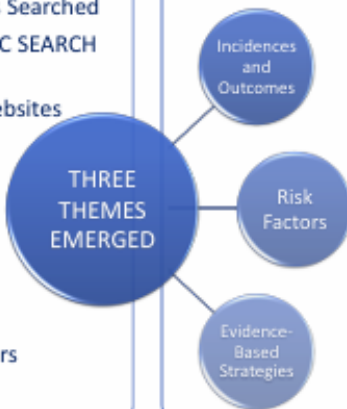 Searched
C SEARCH
ebsites
THREE
THEMES
EMERGED
rs
Incidences
and
Outcomes
Risk
Factors
Evidence-
Based
Strategies